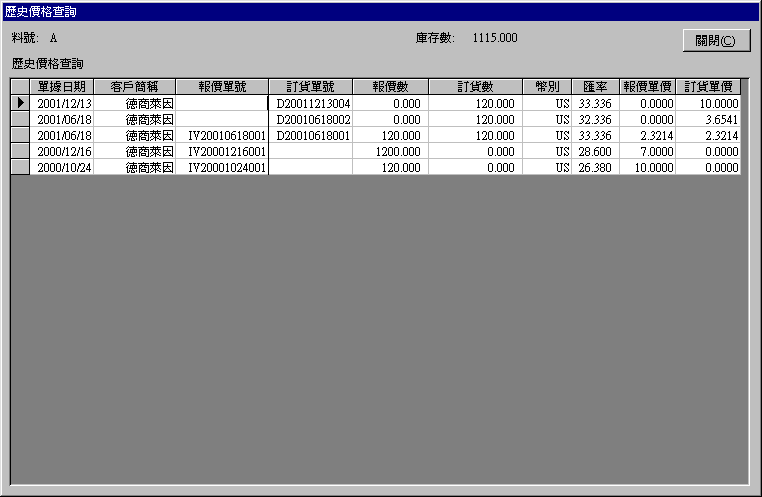 歷史價格查詢
料號: A 庫存數: 1115.000 關閉(C)
歷史價格查詢
單據日期 客戶簡稱 報價單號 訂貨單號 報價數 訂貨數 幣別 匯率 報價單價 訂貨單價
2001/12/13 德商萊因 D20011213004 0.000 120.000 US 33.336 0.0000 10.0000
2001/06/18 德商萊因 D20010618002 0.000 120.000 US 32.336 0.0000 3.6541
2001/06/18 德商萊因 IV20010618001 D20010618001 120.000 120.000 US 33.336 2.3214 2.3214
2000/12/16 德商萊因 IV20001216001 1200.000 0.000 US 28.600 7.0000 0.0000
2000/10/24 德商萊因 IV20001024001 120.000 0.000 US 26.380 10.0000 0.0000